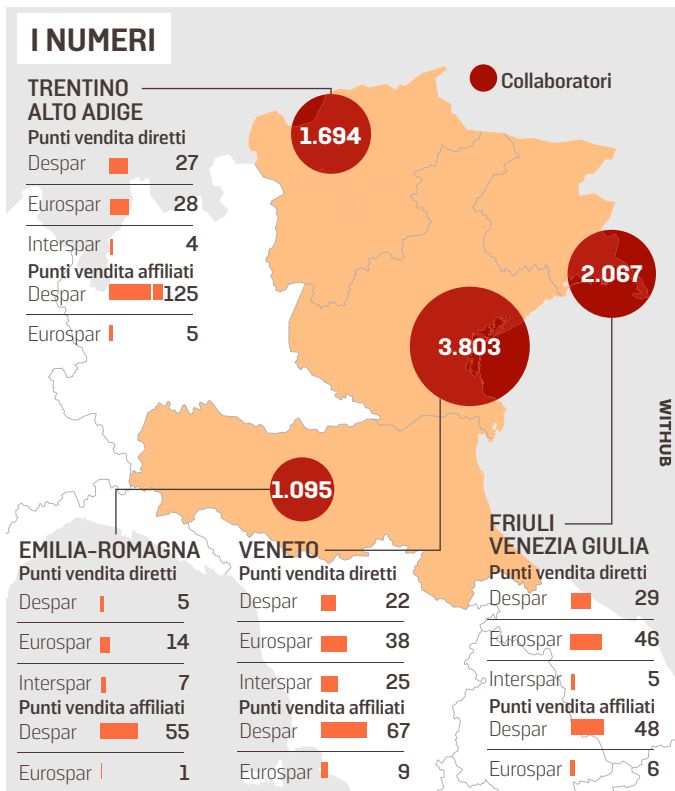 I NUMERI
Collaboratori
TRENTINO
ALTO ADIGE
Punti vendita diretti
Despar 27
Eurospar 28
Interspar 4
Punti vendita affiliati
Despar 125
Eurospar 5
1.694
2.067
3.803
1.095
WITHUB
EMILIA-ROMAGNA
Punti vendita diretti
Despar 5
Eurospar 14
Interspar 7
Punti vendita affiliati
Despar 55
Eurospar 1
VENETO
Punti vendita diretti
Despar 22
Eurospar 38
Interspar 25
Punti vendita affiliati
Despar 67
Eurospar 9
FRIULI
VENEZIA GIULIA
Punti vendita diretti
Despar 29
Eurospar 46
Interspar 5
Punti vendita affiliati
Despar 48
Eurospar 6